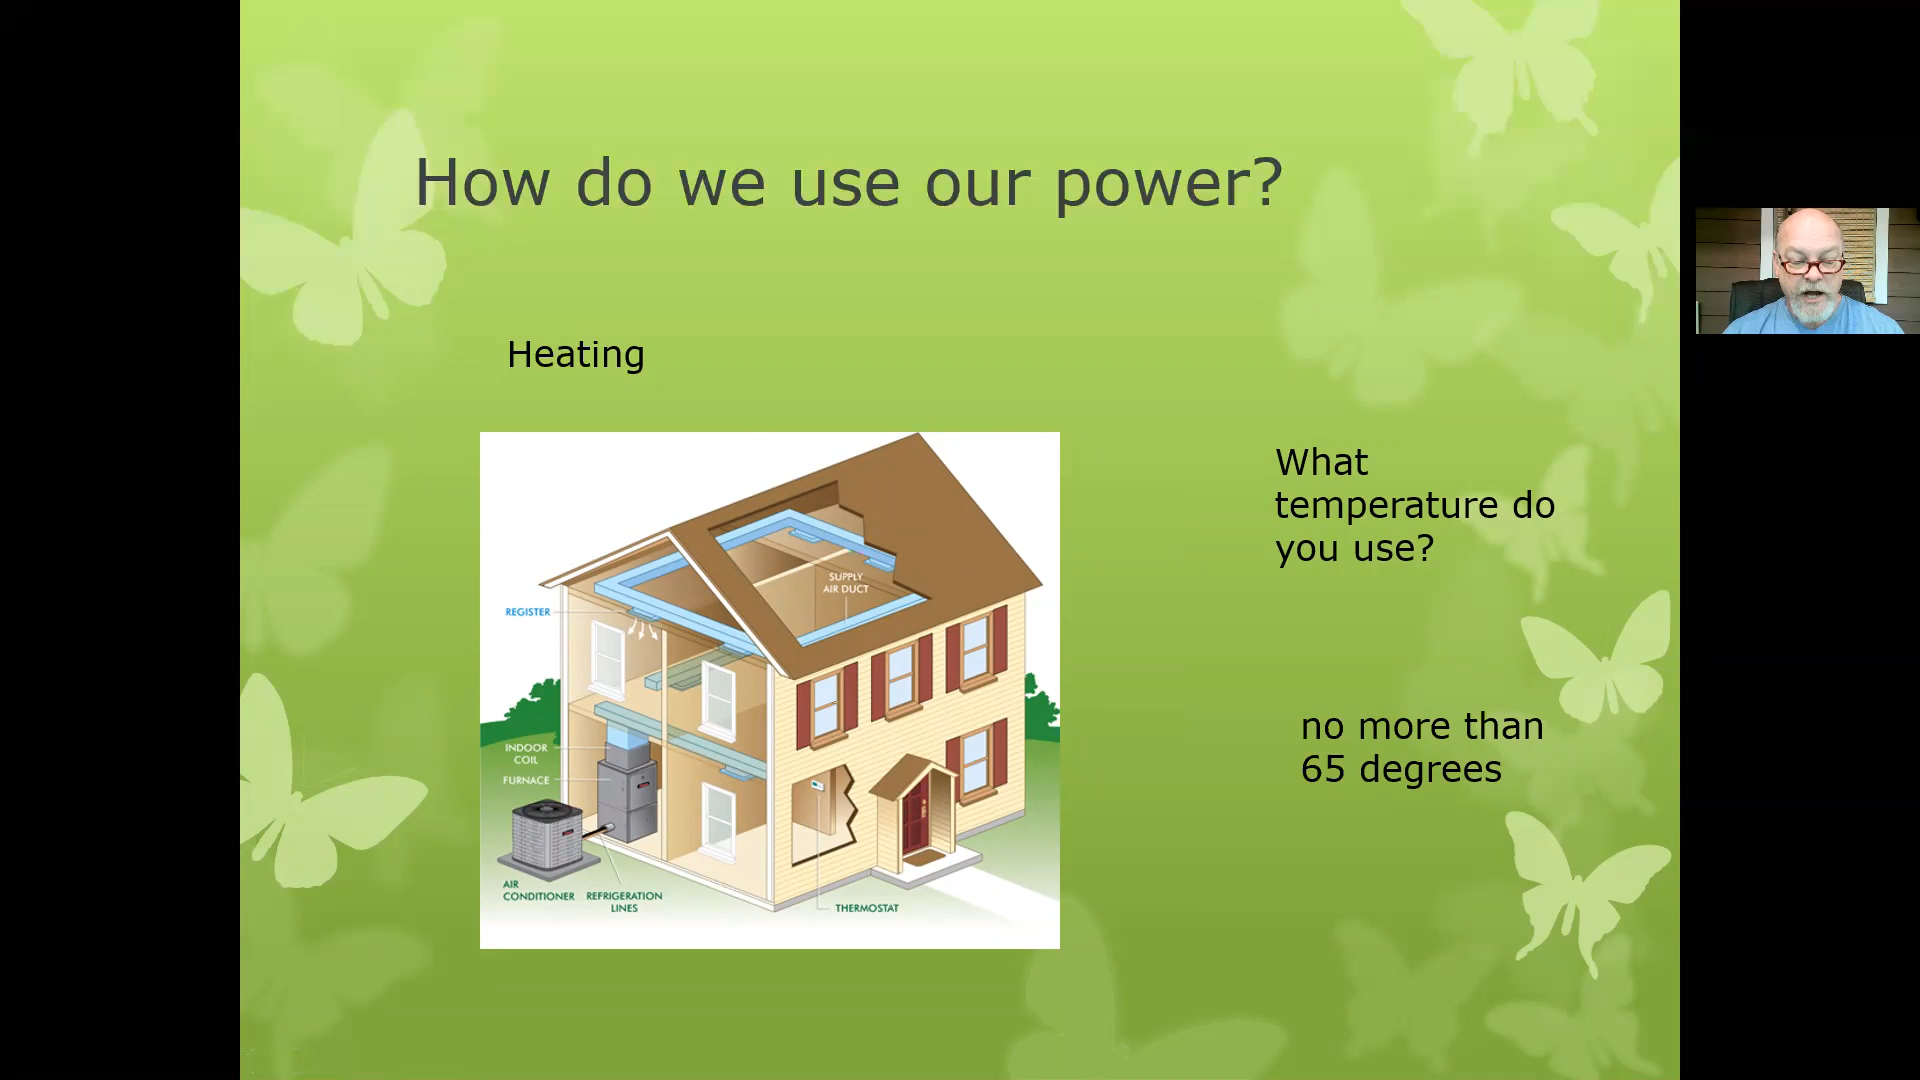 How do we use our power?
Heating
What
temperature do
you use?
no more than
65 degrees
SUPPLY
AIR DUCT
REGISTER
INDOOR
COIL
FURNACE
AIR
CONDITIONER
REFRIGERATION
LINES
THERMOSTAT